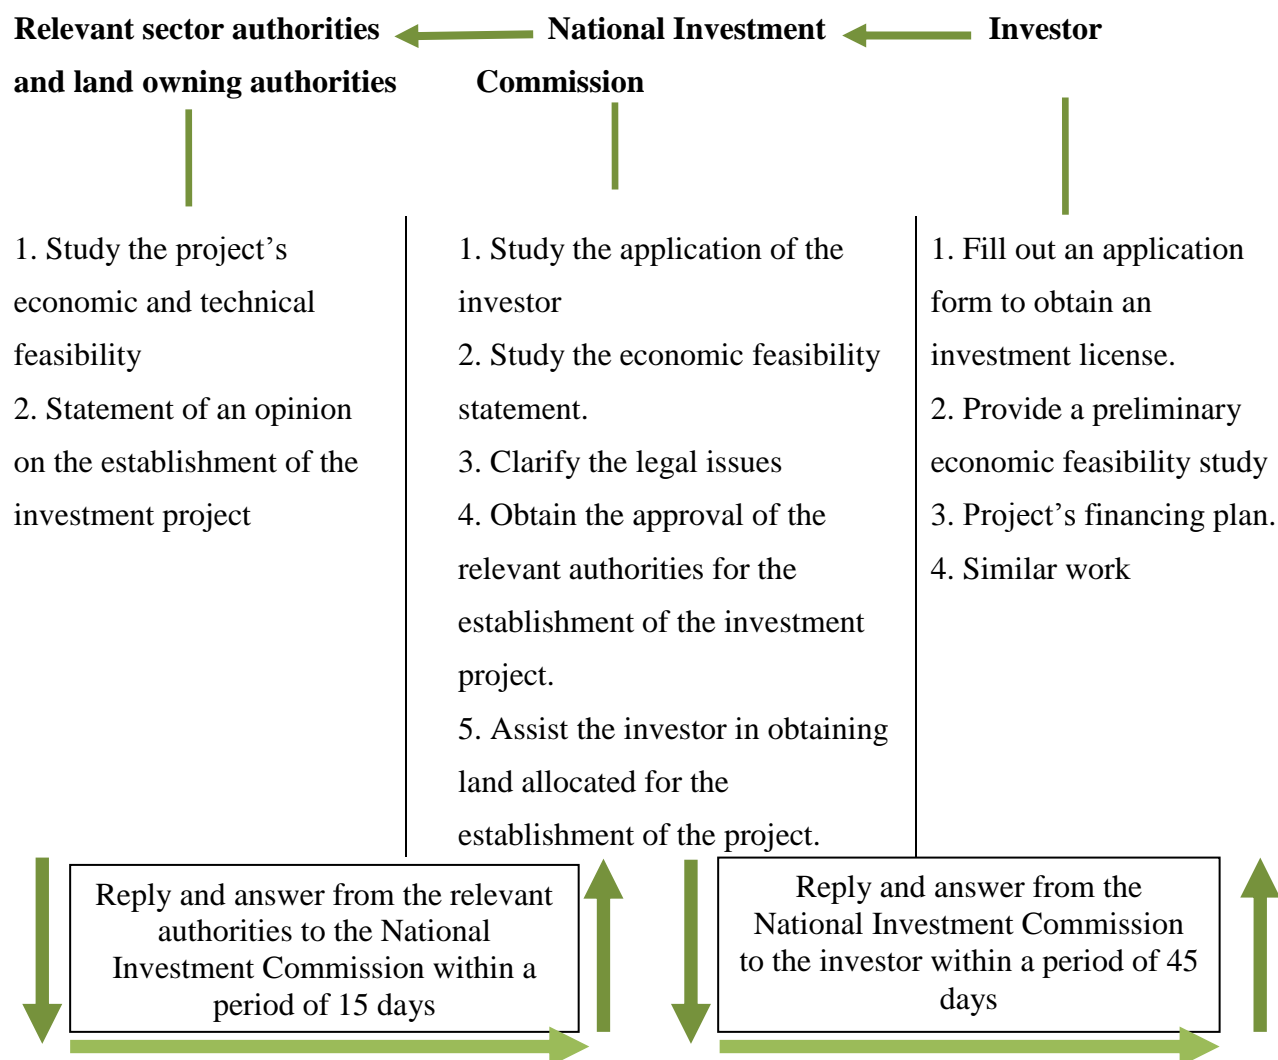 Relevant sector authorities
and land owning authorities
National Investment
Commission
Investor
1. Study the project’s
economic and technical
feasibility
2. Statement of an opinion
on the establishment of the
investment project
1. Study the application of the
investor
2. Study the economic feasibility
statement.
3. Clarify the legal issues
4. Obtain the approval of the
relevant authorities for the
establishment of the investment
project.
5. Assist the investor in obtaining
land allocated for the
establishment of the project.
1. Fill out an application
form to obtain an
investment license.
2. Provide a preliminary
economic feasibility study
3. Project’s financing plan.
4. Similar work
Reply and answer from the relevant
authorities to the National
Investment Commission within a
period of 15 days
Reply and answer from the
National Investment Commission
to the investor within a period of 45
days